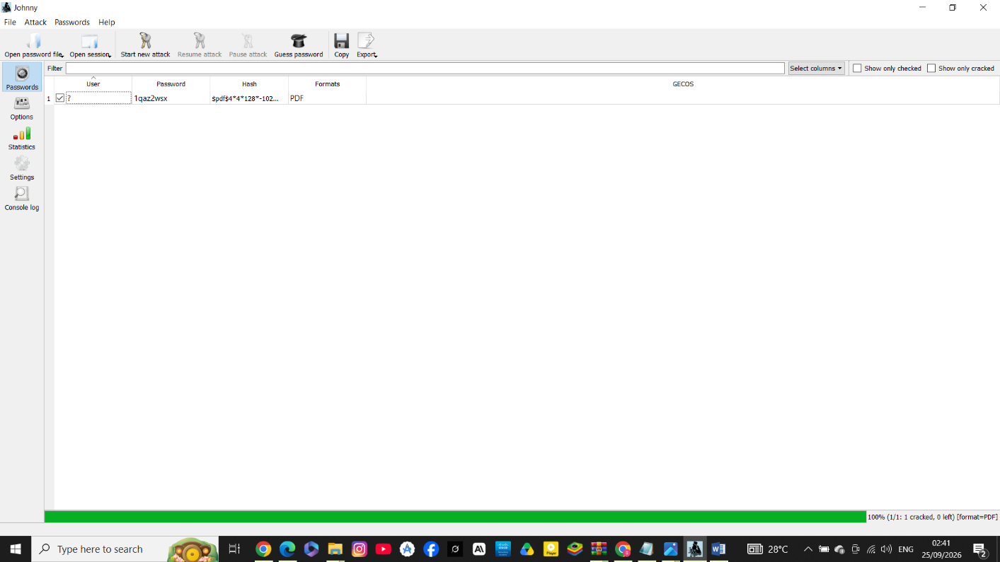 Johnny
File Attack Passwords Help
Open password file Open session Start new attack Resume attack Pause attack Guess password Copy Export
Passwords
Options
Statistics
Settings
Console log
Filter Select columns Show only checked Show only cracked
User Password Hash Formats GECOS
1 ? 1qaz2wsx $pdf$4*4*128*-102... PDF
100% (1/1: 1 cracked, 0 left) [format=PDF]
Type here to search
28°C ENG
02:41
25/09/2026
2